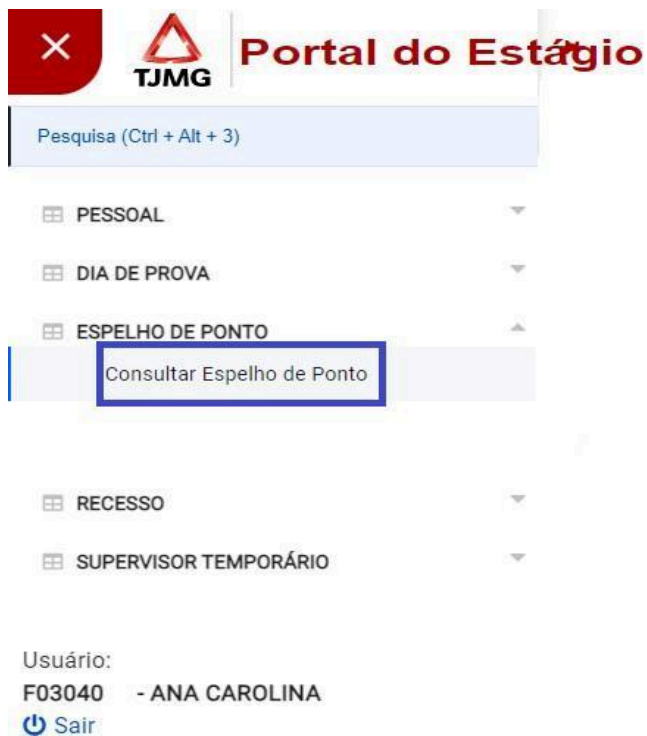 TJMG Portal do Estágio
Pesquisa (Ctrl + Alt + 3)
PESSOAL
DIA DE PROVA
ESPELHO DE PONTO
Consultar Espelho de Ponto
RECESSO
SUPERVISOR TEMPORÁRIO
Usuário:
F03040 - ANA CAROLINA
Sair